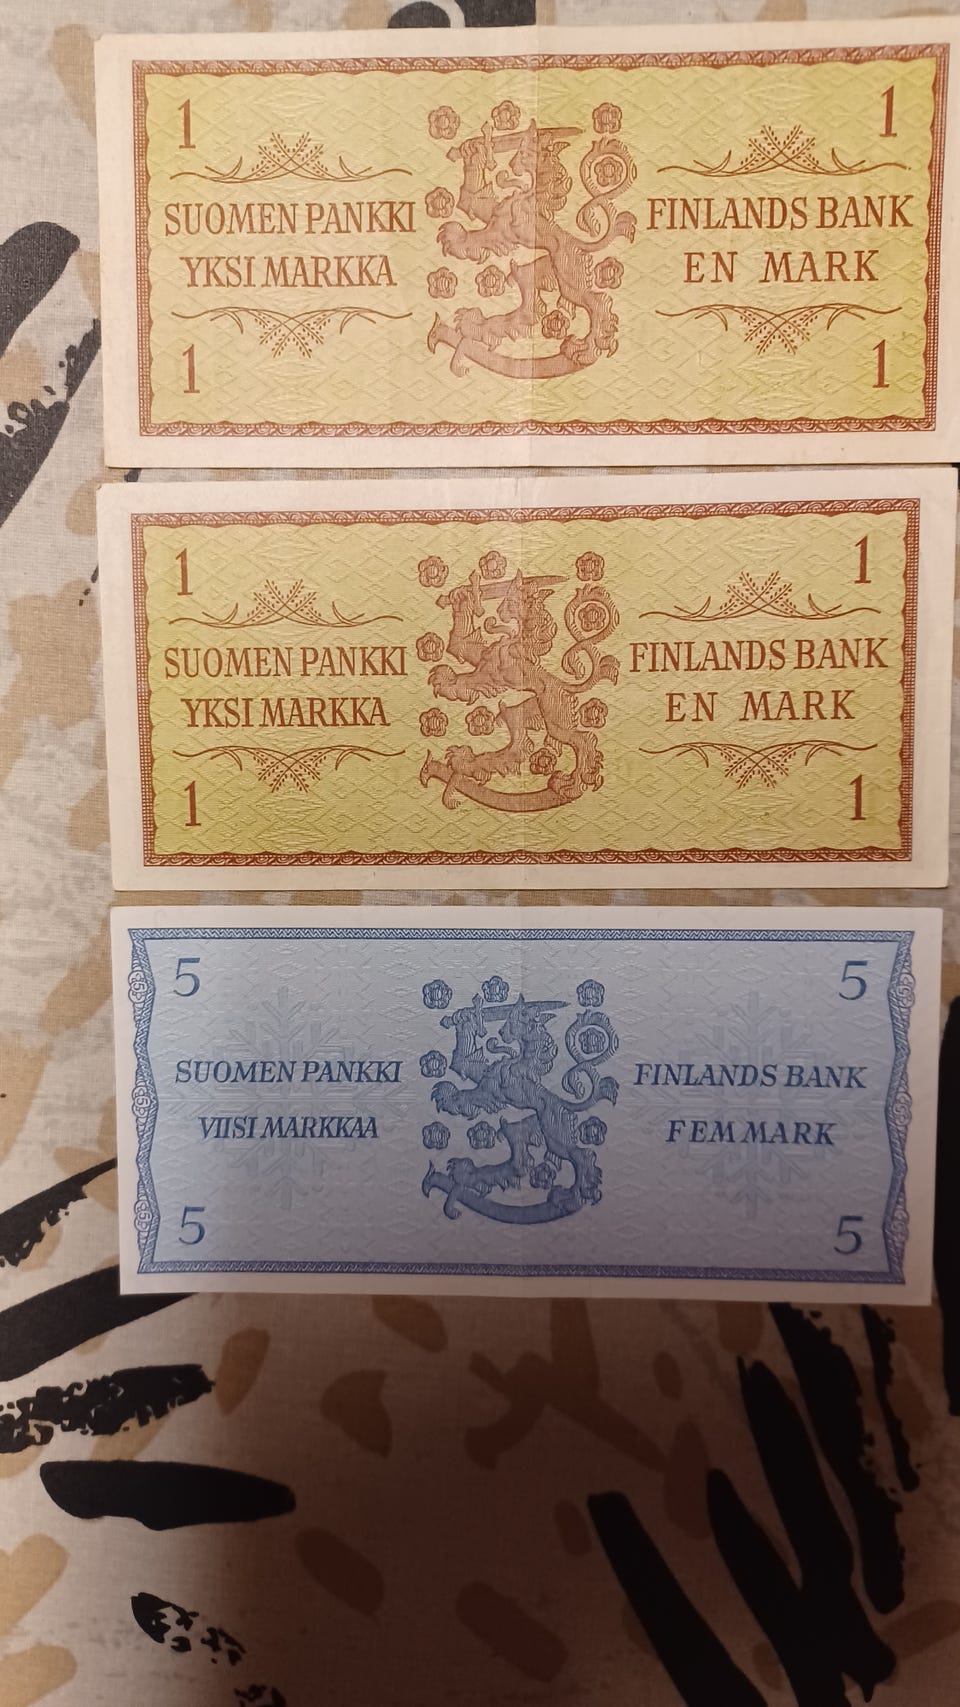 1 1
SUOMEN PANKKI FINLANDS BANK
YKSI MARKKA EN MARK
1 1
1 1
SUOMEN PANKKI FINLANDS BANK
YKSI MARKKA EN MARK
1 1
5 5
SUOMEN PANKKI FINLANDS BANK
VIISI MARKKAA FEM MARK
5 5